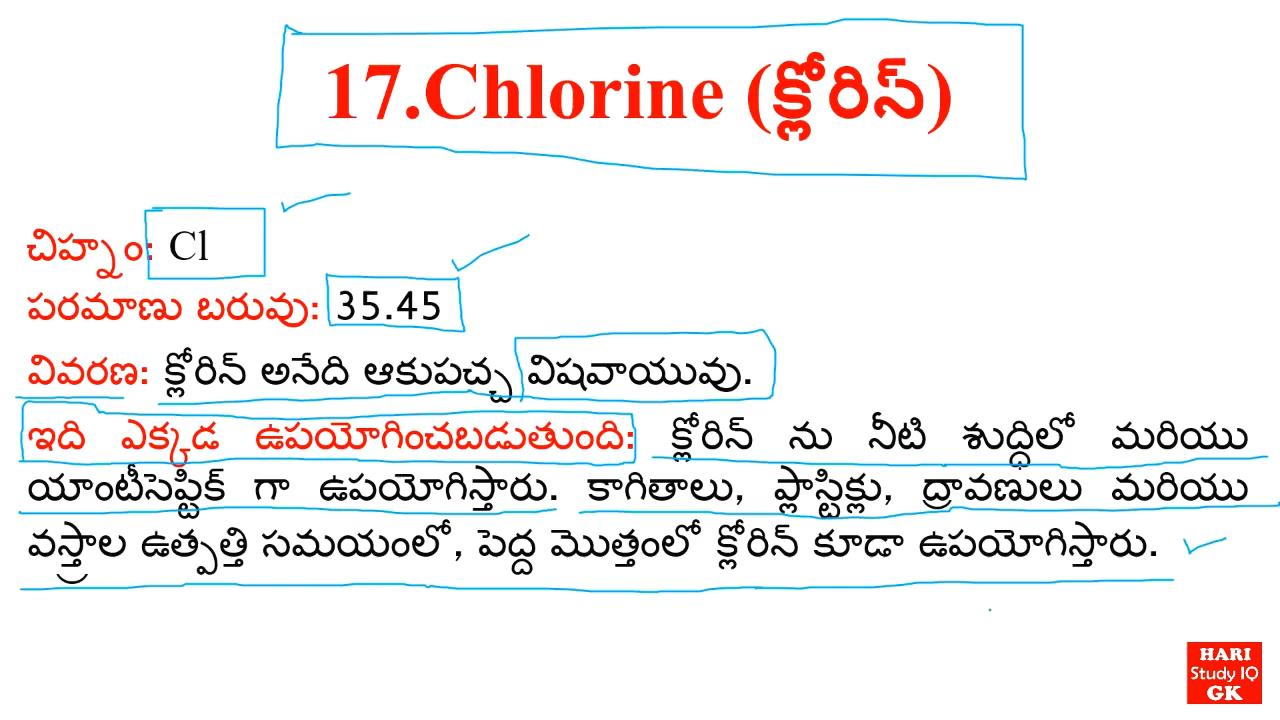 17.Chlorine (క్లోరిన్)
చిహ్నం: Cl
పరమాణు బరువు: 35.45
వివరణ: క్లోరిన్ అనేది ఆకుపచ్చ విషవాయువు.
ఇది ఎక్కడ ఉపయోగించబడుతుంది: క్లోరిన్ ను నీటి శుద్ధిలో మరియు
యాంటీసెప్టిక్ గా ఉపయోగిస్తారు. కాగితాలు, ప్లాస్టిక్లు, ద్రావణులు మరియు
వస్త్రాల ఉత్పత్తి సమయంలో, పెద్ద మొత్తంలో క్లోరిన్ కూడా ఉపయోగిస్తారు.
HARI
Study IQ
GK